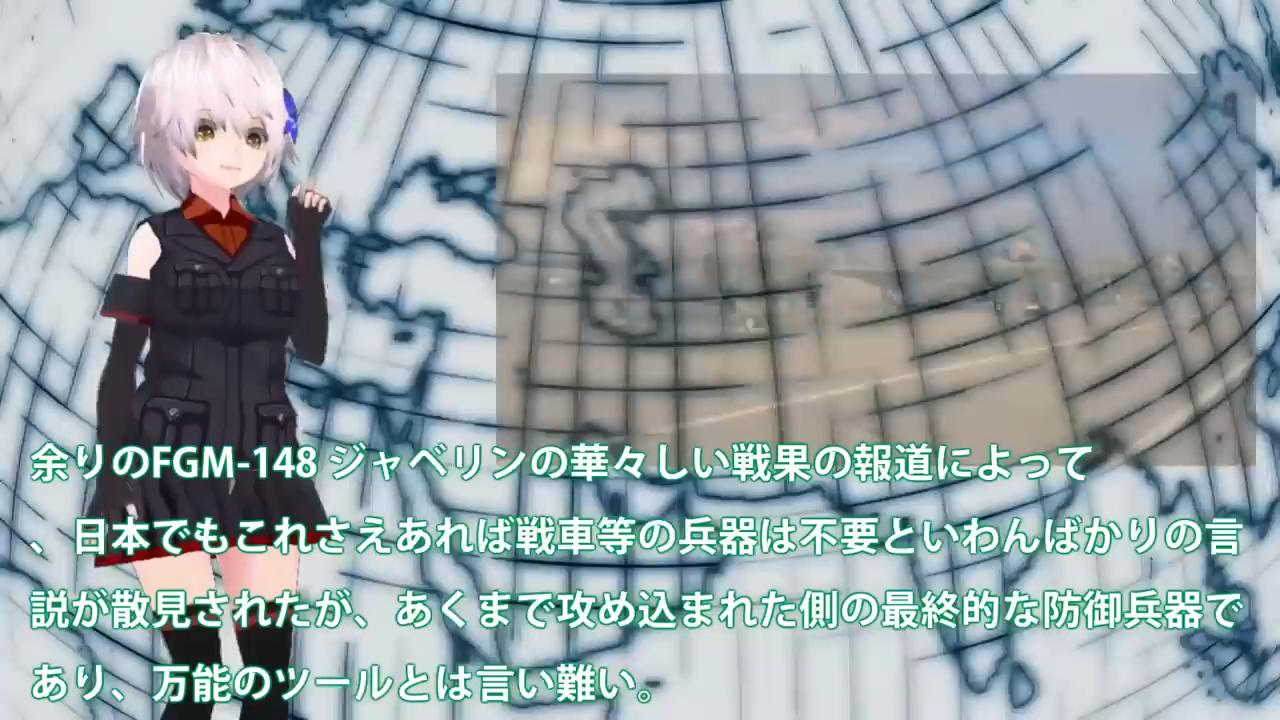 余りのFGM-148 ジャベリンの華々しい戦果の報道によって
、日本でもこれさえあれば戦車等の兵器は不要といわんばかりの言
説が散見されたが、あくまで攻め込まれた側の最終的な防御兵器で
あり、万能のツールとは言い難い。